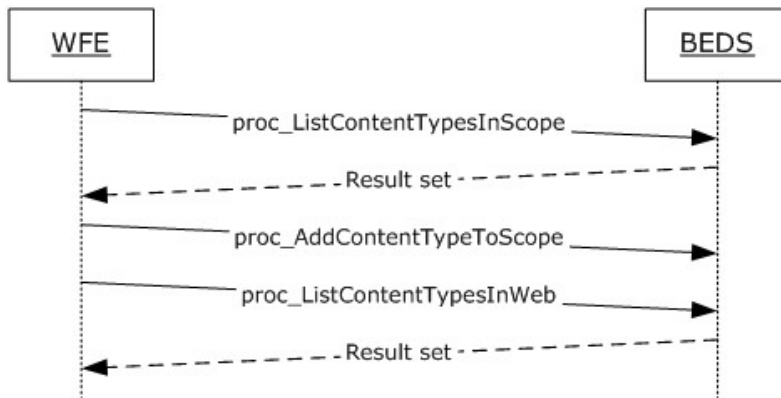 WFE
BEDS
proc_ListContentTypesInScope
Result set
proc_AddContentTypeToScope
proc_ListContentTypesInWeb
Result set